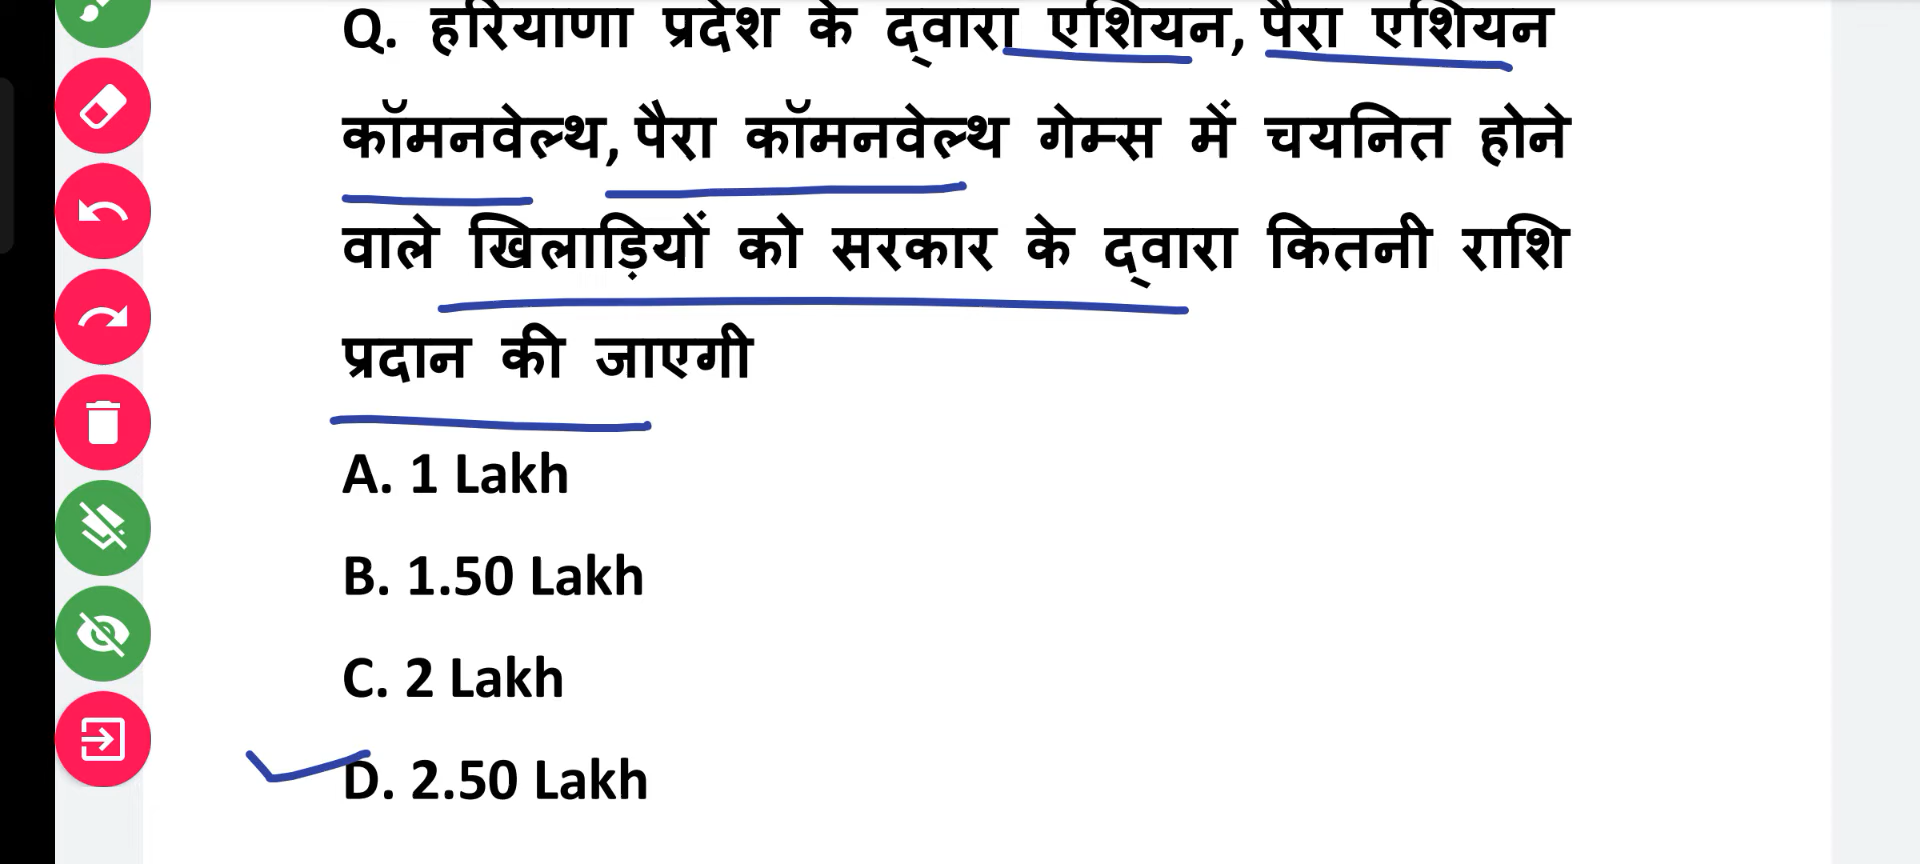 Q. हरियाणा प्रदेश के द्वारा एशियन, पैरा एशियन
कॉमनवेल्थ, पैरा कॉमनवेल्थ गेम्स में चयनित होने
वाले खिलाड़ियों को सरकार के द्वारा कितनी राशि
प्रदान की जाएगी
A. 1 Lakh
B. 1.50 Lakh
C. 2 Lakh
D. 2.50 Lakh